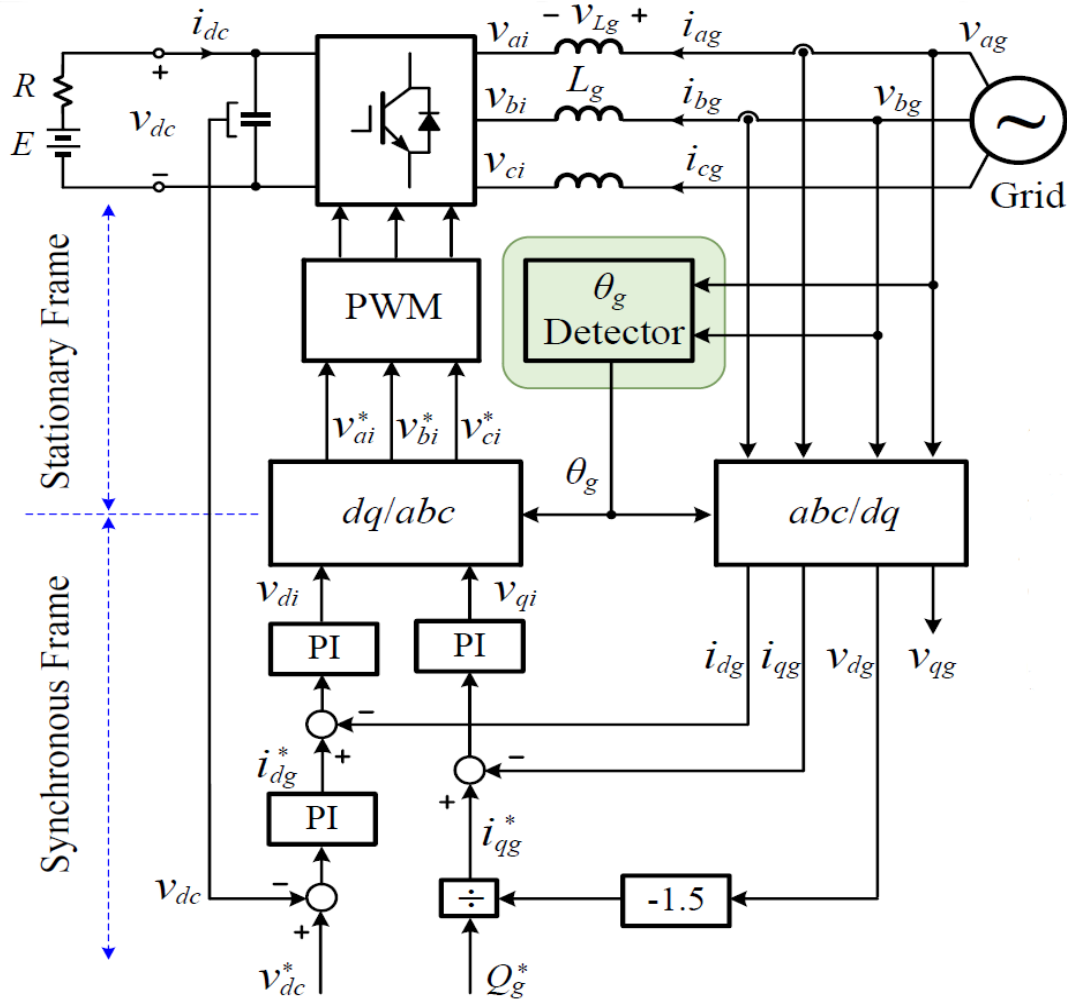 i_dc
v_ai
- v_Lg +
i_ag
v_ag
R
+
L_g
v_bi
i_bg
v_bg
v_dc
E
~
-
v_ci
i_cg
Grid
Stationary Frame
PWM
θ_g
Detector
v*_ai v*_bi v*_ci
θ_g
dq/abc
abc/dq
v_di
v_qi
Synchronous Frame
PI
PI
i_dg i_qg v_dg v_qg
-
i*_dg
+
-
+
PI
i*_qg
v_dc
-
÷
-1.5
+
v*_dc
Q*_g